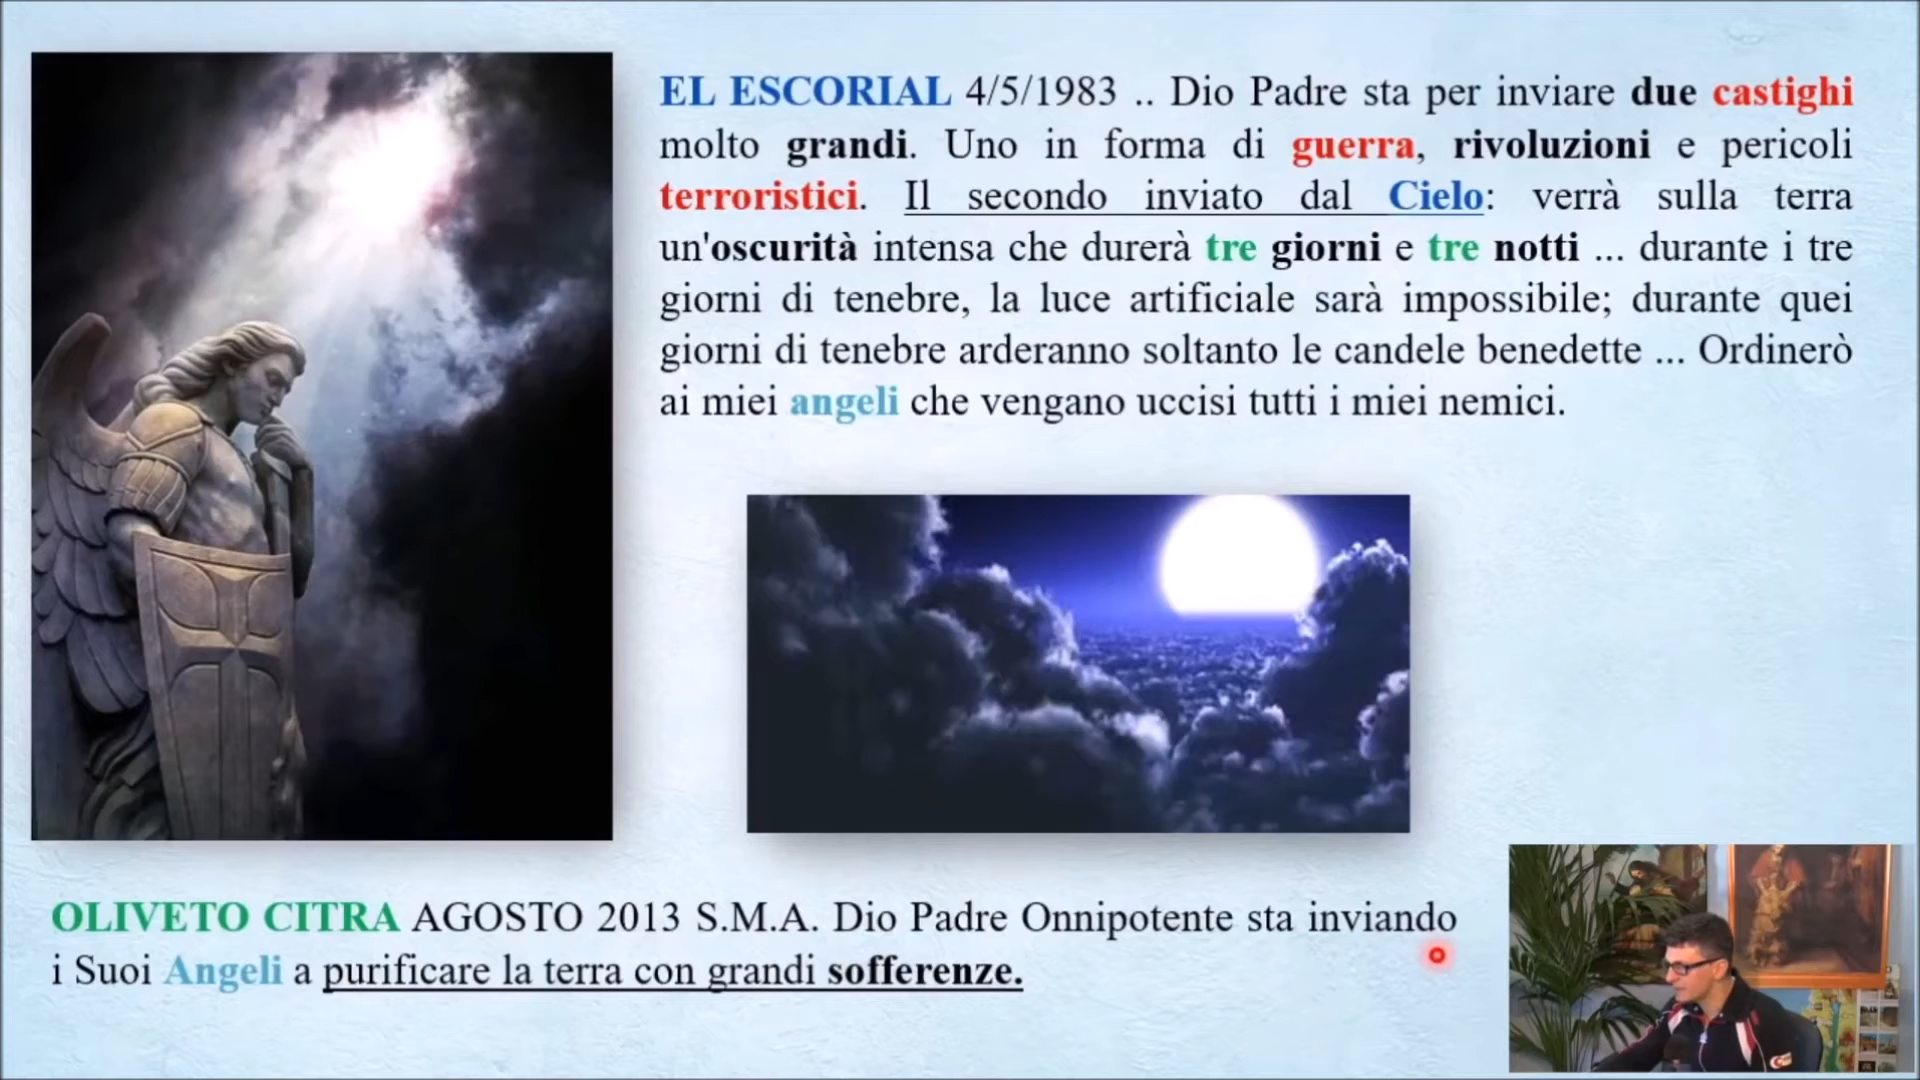 EL ESCORIAL 4/5/1983 .. Dio Padre sta per inviare due castighi
molto grandi. Uno in forma di guerra, rivoluzioni e pericoli
terroristici. Il secondo inviato dal Cielo: verrà sulla terra
un'oscurità intensa che durerà tre giorni e tre notti ... durante i tre
giorni di tenebre, la luce artificiale sarà impossibile; durante quei
giorni di tenebre arderanno soltanto le candele benedette ... Ordinerò
ai miei angeli che vengano uccisi tutti i miei nemici.
OLIVETO CITRA AGOSTO 2013 S.M.A. Dio Padre Onnipotente sta inviando
i Suoi Angeli a purificare la terra con grandi sofferenze.